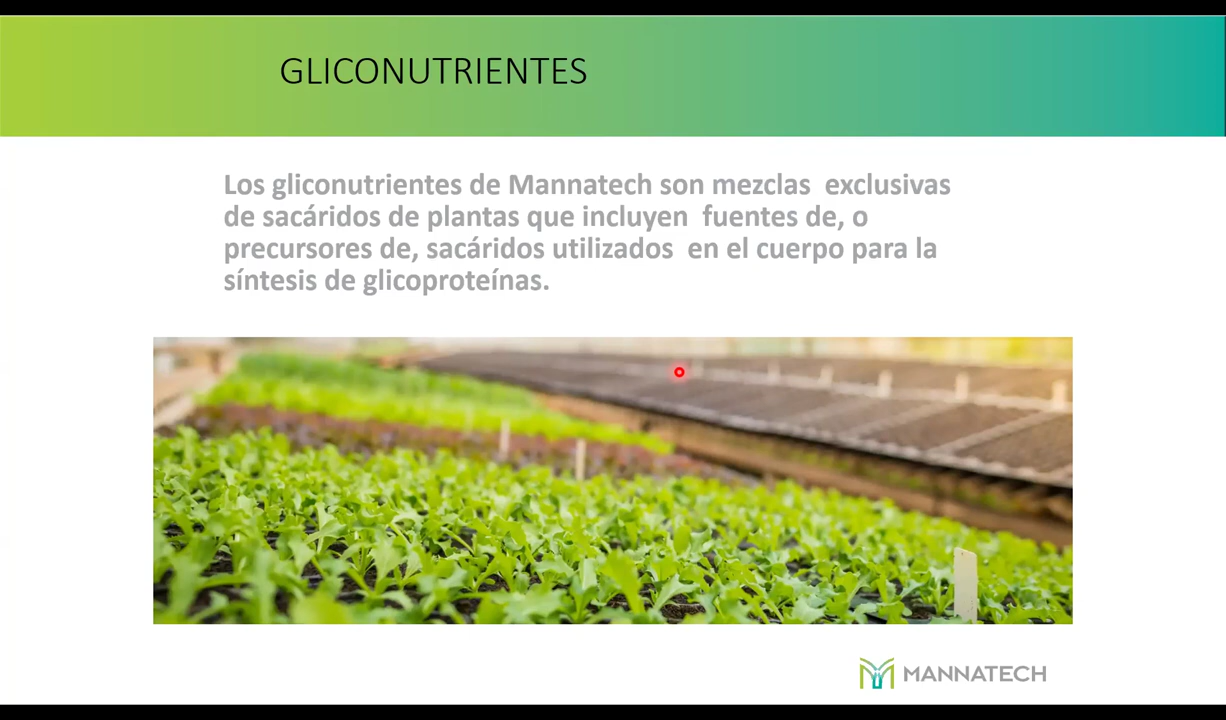 GLICONUTRIENTES
Los gliconutrientes de Mannatech son mezclas exclusivas
de sacáridos de plantas que incluyen fuentes de, o
precursores de, sacáridos utilizados en el cuerpo para la
síntesis de glicoproteínas.
MANNATECH